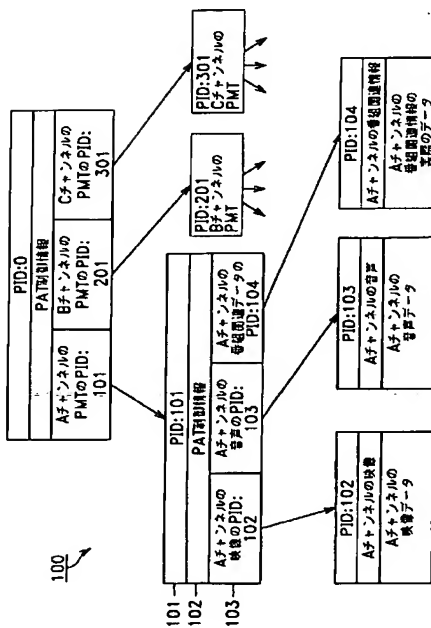 100
PID:0
PAT制御情報
Aチャンネルの
PMTのPID:
101
Bチャンネルの
PMTのPID:
201
Cチャンネルの
PMTのPID:
301
PID:301
Cチャンネルの
PMT
PID:201
Bチャンネルの
PMT
101
102
103
PID:101
PAT制御情報
Aチャンネルの
映像のPID:
102
Aチャンネルの
音声のPID:
103
Aチャンネルの
番組関連データの
PID:104
PID:102
Aチャンネルの映像
Aチャンネルの
映像データ
PID:103
Aチャンネルの音声
Aチャンネルの
音声データ
PID:104
Aチャンネルの番組関連情報
Aチャンネルの
番組関連情報の
実際のデータ